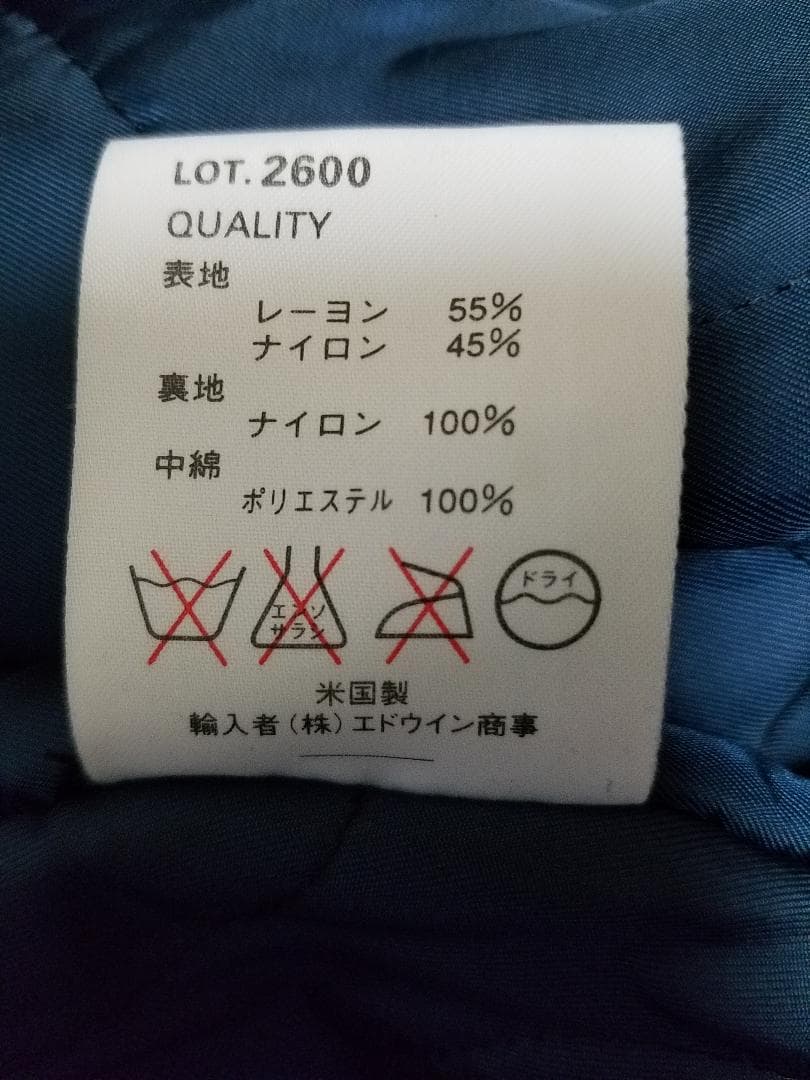 LOT. 2600
QUALITY
表地
レーヨン 55%
ナイロン 45%
裏地
ナイロン 100%
中綿
ポリエステル 100%
エンソ
サラシ
ドライ
米国製
輸入者(株)エドウイン商事